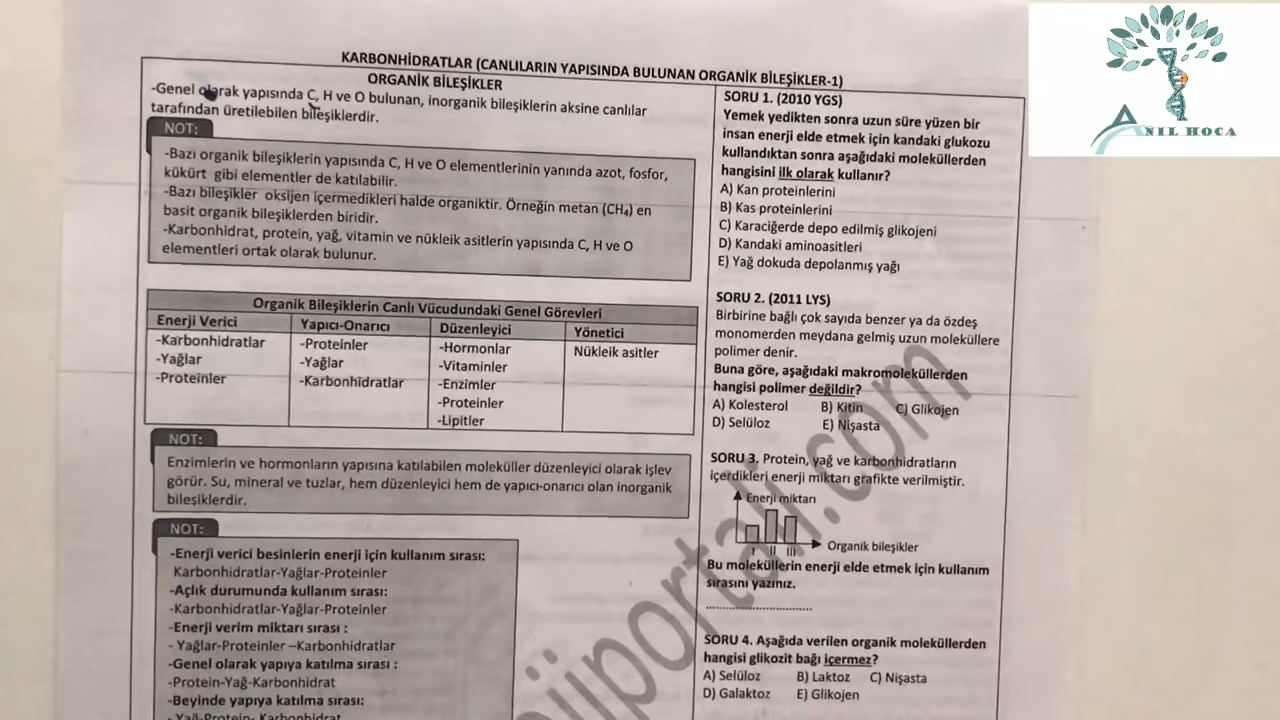 KARBONHİDRATLAR (CANLILARIN YAPISINDA BULUNAN ORGANİK BİLEŞİKLER-1)
ORGANİK BİLEŞİKLER
-Genel olarak yapısında C, H ve O bulunan, inorganik bileşiklerin aksine canlılar
tarafından üretilebilen bileşiklerdir.
NOT:
-Bazı organik bileşiklerin yapısında C, H ve O elementlerinin yanında azot, fosfor,
kükürt gibi elementler de katılabilir.
-Bazı bileşikler oksijen içermedikleri halde organiktir. Örneğin metan (CH₄) en
basit organik bileşiklerden biridir.
-Karbonhidrat, protein, yağ, vitamin ve nükleik asitlerin yapısında C, H ve O
elementleri ortak olarak bulunur.
Organik Bileşiklerin Canlı Vücudundaki Genel Görevleri
Enerji Verici
-Karbonhidratlar
-Yağlar
-Proteinler
Yapıcı-Onarıcı
-Proteinler
-Yağlar
-Karbonhidratlar
Düzenleyici
-Hormonlar
-Vitaminler
-Enzimler
-Proteinler
-Lipitler
Yönetici
Nükleik asitler
NOT:
Enzimlerin ve hormonların yapısına katılabilen moleküller düzenleyici olarak işlev
görür. Su, mineral ve tuzlar, hem düzenleyici hem de yapıcı-onarıcı olan inorganik
bileşiklerdir.
NOT:
-Enerji verici besinlerin enerji için kullanım sırası:
Karbonhidratlar-Yağlar-Proteinler
-Açlık durumunda kullanım sırası:
-Karbonhidratlar-Yağlar-Proteinler
-Enerji verim miktarı sırası :
- Yağlar-Proteinler –Karbonhidratlar
-Genel olarak yapıya katılma sırası :
-Protein-Yağ-Karbonhidrat
-Beyinde yapıya katılma sırası:
- Yağ-Protein- Karbonhidrat
SORU 1. (2010 YGS)
Yemek yedikten sonra uzun süre yüzen bir
insan enerji elde etmek için kandaki glukozu
kullandıktan sonra aşağıdaki moleküllerden
hangisini ilk olarak kullanır?
A) Kan proteinlerini
B) Kas proteinlerini
C) Karaciğerde depo edilmiş glikojeni
D) Kandaki aminoasitleri
E) Yağ dokuda depolanmış yağı
SORU 2. (2011 LYS)
Birbirine bağlı çok sayıda benzer ya da özdeş
monomerden meydana gelmiş uzun moleküllere
polimer denir.
Buna göre, aşağıdaki makromoleküllerden
hangisi polimer değildir?
A) Kolesterol B) Kitin C) Glikojen
D) Selüloz E) Nişasta
SORU 3. Protein, yağ ve karbonhidratların
içerdikleri enerji miktarı grafikte verilmiştir.
Enerji miktarı
I II III Organik bileşikler
Bu moleküllerin enerji elde etmek için kullanım
sırasını yazınız.
................................
SORU 4. Aşağıda verilen organik moleküllerden
hangisi glikozit bağı içermez?
A) Selüloz B) Laktoz C) Nişasta
D) Galaktoz E) Glikojen
ANIL HOCA